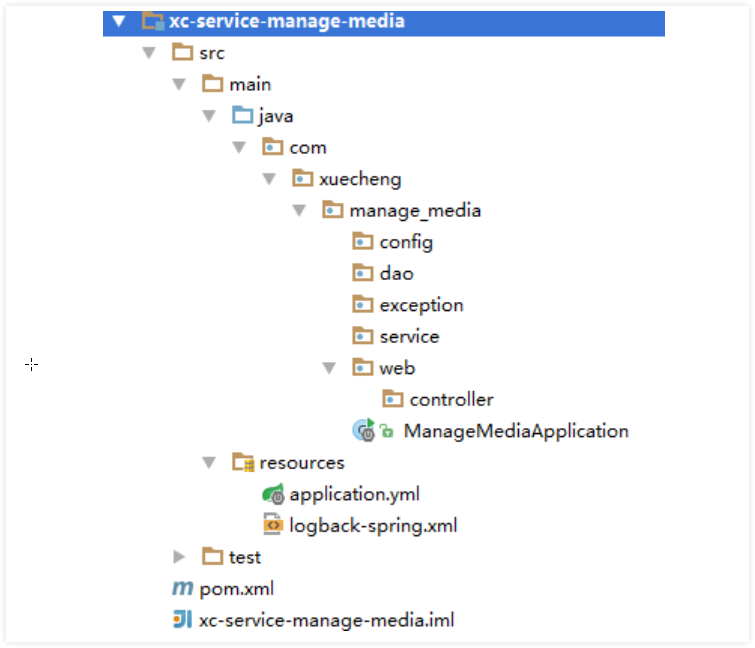 xc-service-manage-media
src
main
java
com
xuecheng
manage_media
config
dao
exception
service
web
controller
ManageMediaApplication
resources
application.yml
logback-spring.xml
test
pom.xml
xc-service-manage-media.iml